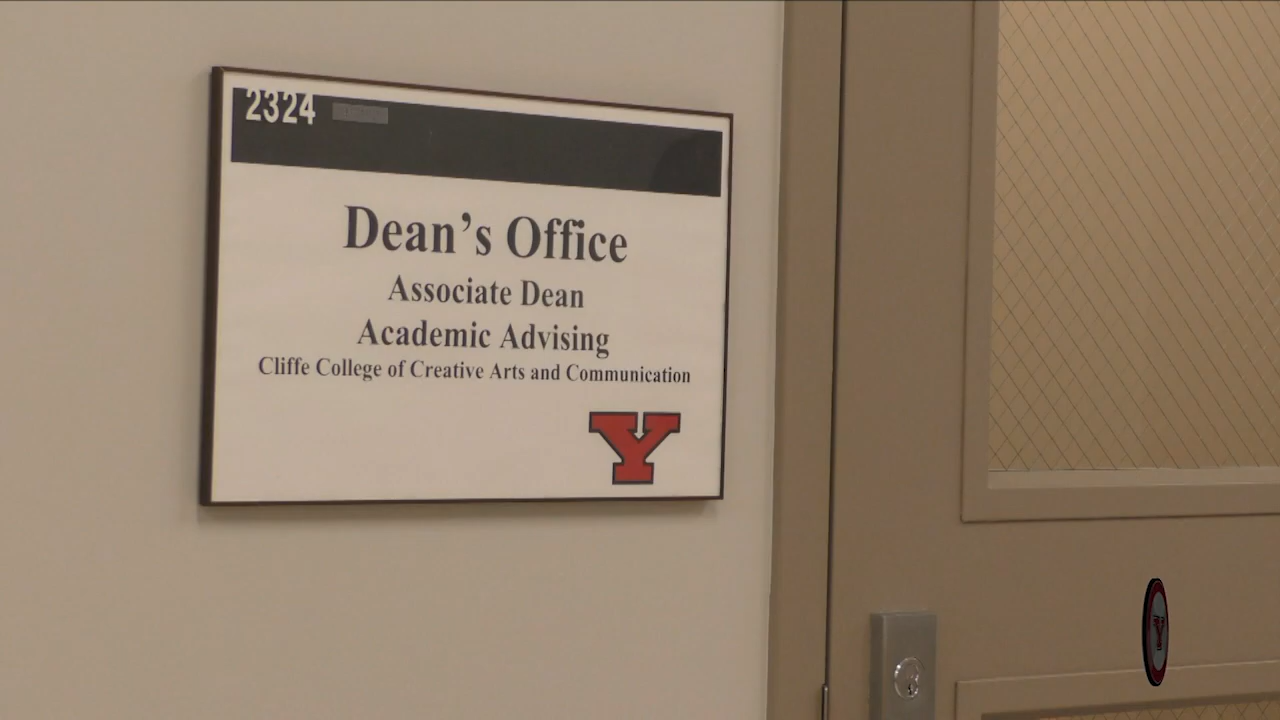 2324
Dean's Office
Associate Dean
Academic Advising
Cliffe College of Creative Arts and Communication
Y